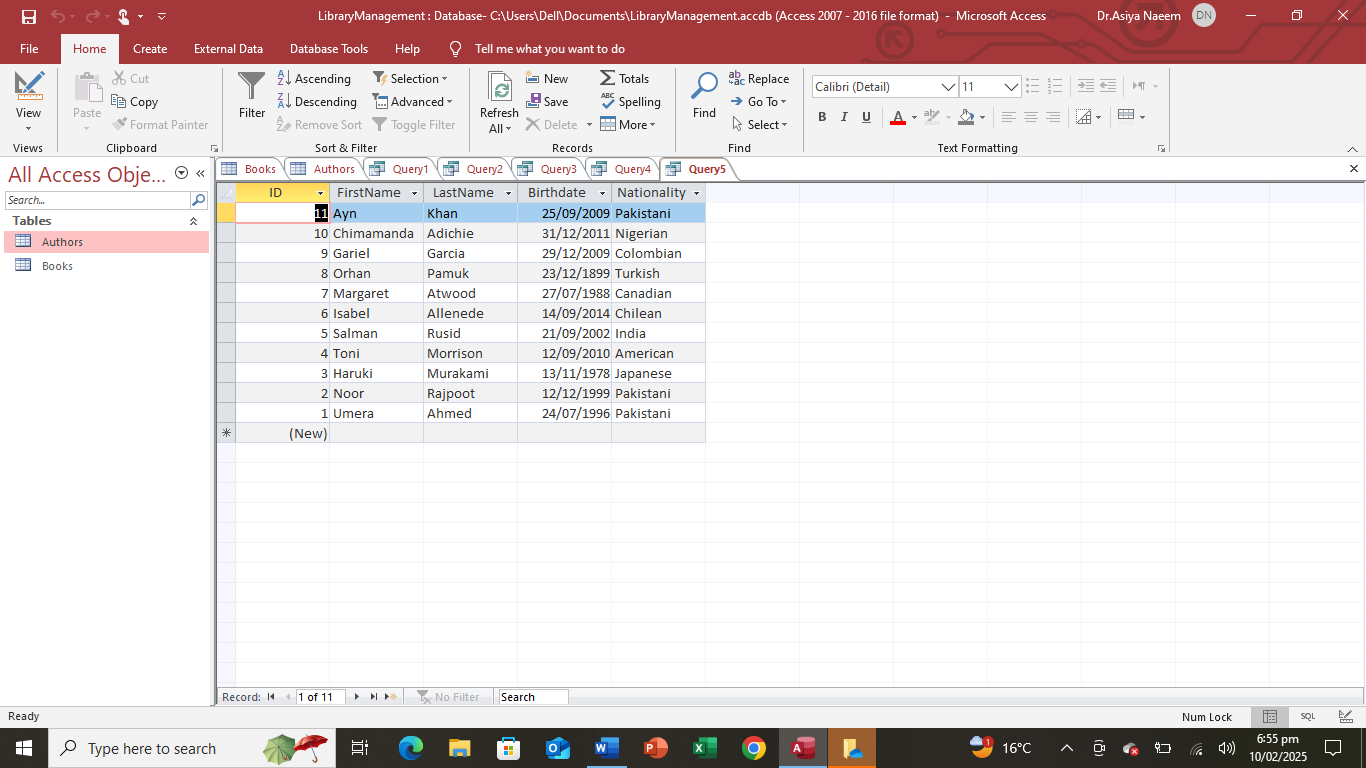 LibraryManagement : Database- C:\Users\Dell\Documents\LibraryManagement.accdb (Access 2007 - 2016 file format) - Microsoft Access Dr.Asiya Naeem DN
File Home Create External Data Database Tools Help Tell me what you want to do
View
Views
Paste
Cut
Copy
Format Painter
Clipboard
Filter
Ascending
Descending
Remove Sort
Selection
Advanced
Toggle Filter
Sort & Filter
Refresh
All
New
Save
Delete
Totals
Spelling
More
Records
Find
Replace
Go To
Select
Find
Calibri (Detail) 11
B I U A
Text Formatting
All Access Obje...
Search...
Tables
Authors
Books
Books Authors Query1 Query2 Query3 Query4 Query5
ID FirstName LastName Birthdate Nationality
11 Ayn Khan 25/09/2009 Pakistani
10 Chimamanda Adichie 31/12/2011 Nigerian
9 Gariel Garcia 29/12/2009 Colombian
8 Orhan Pamuk 23/12/1899 Turkish
7 Margaret Atwood 27/07/1988 Canadian
6 Isabel Allenede 14/09/2014 Chilean
5 Salman Rusid 21/09/2002 India
4 Toni Morrison 12/09/2010 American
3 Haruki Murakami 13/11/1978 Japanese
2 Noor Rajpoot 12/12/1999 Pakistani
1 Umera Ahmed 24/07/1996 Pakistani
(New)
Record: 1 of 11 No Filter Search
Ready Num Lock SQL
Type here to search 16°C 6:55 pm
10/02/2025